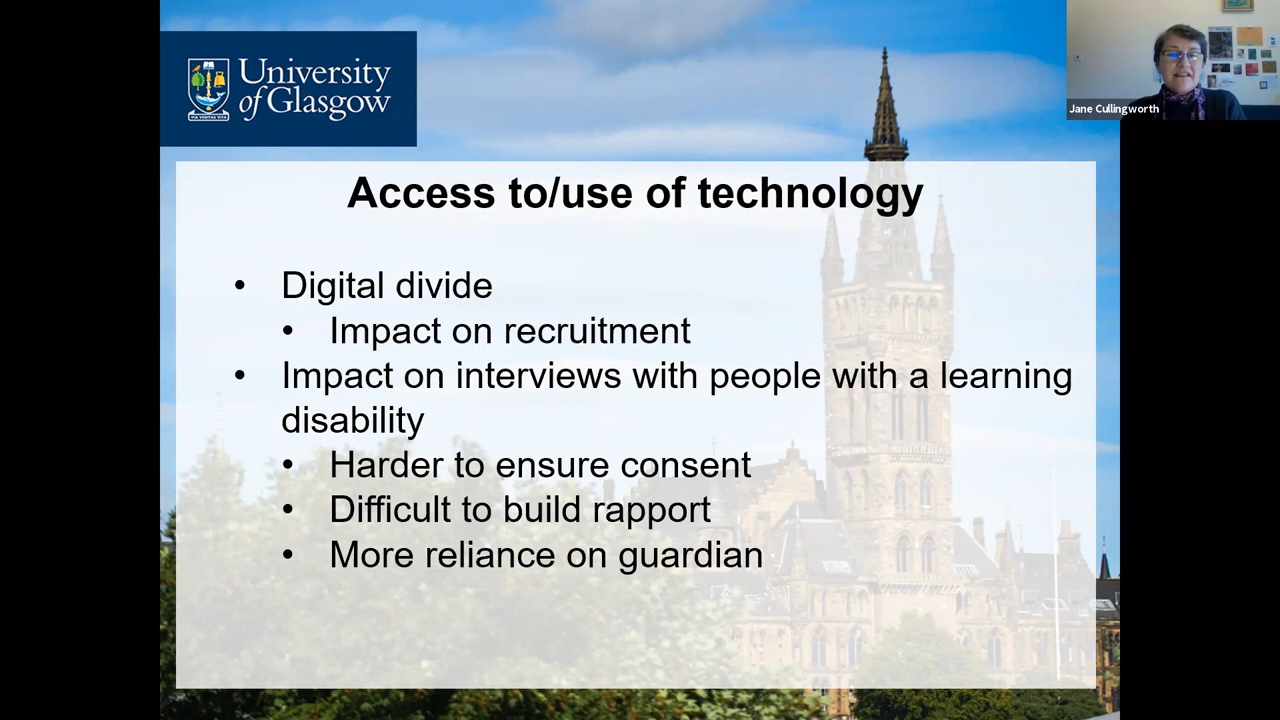 University
of Glasgow
VIA VERITAS VITA
Jane Cullingworth
Access to/use of technology
• Digital divide
• Impact on recruitment
• Impact on interviews with people with a learning
disability
• Harder to ensure consent
• Difficult to build rapport
• More reliance on guardian